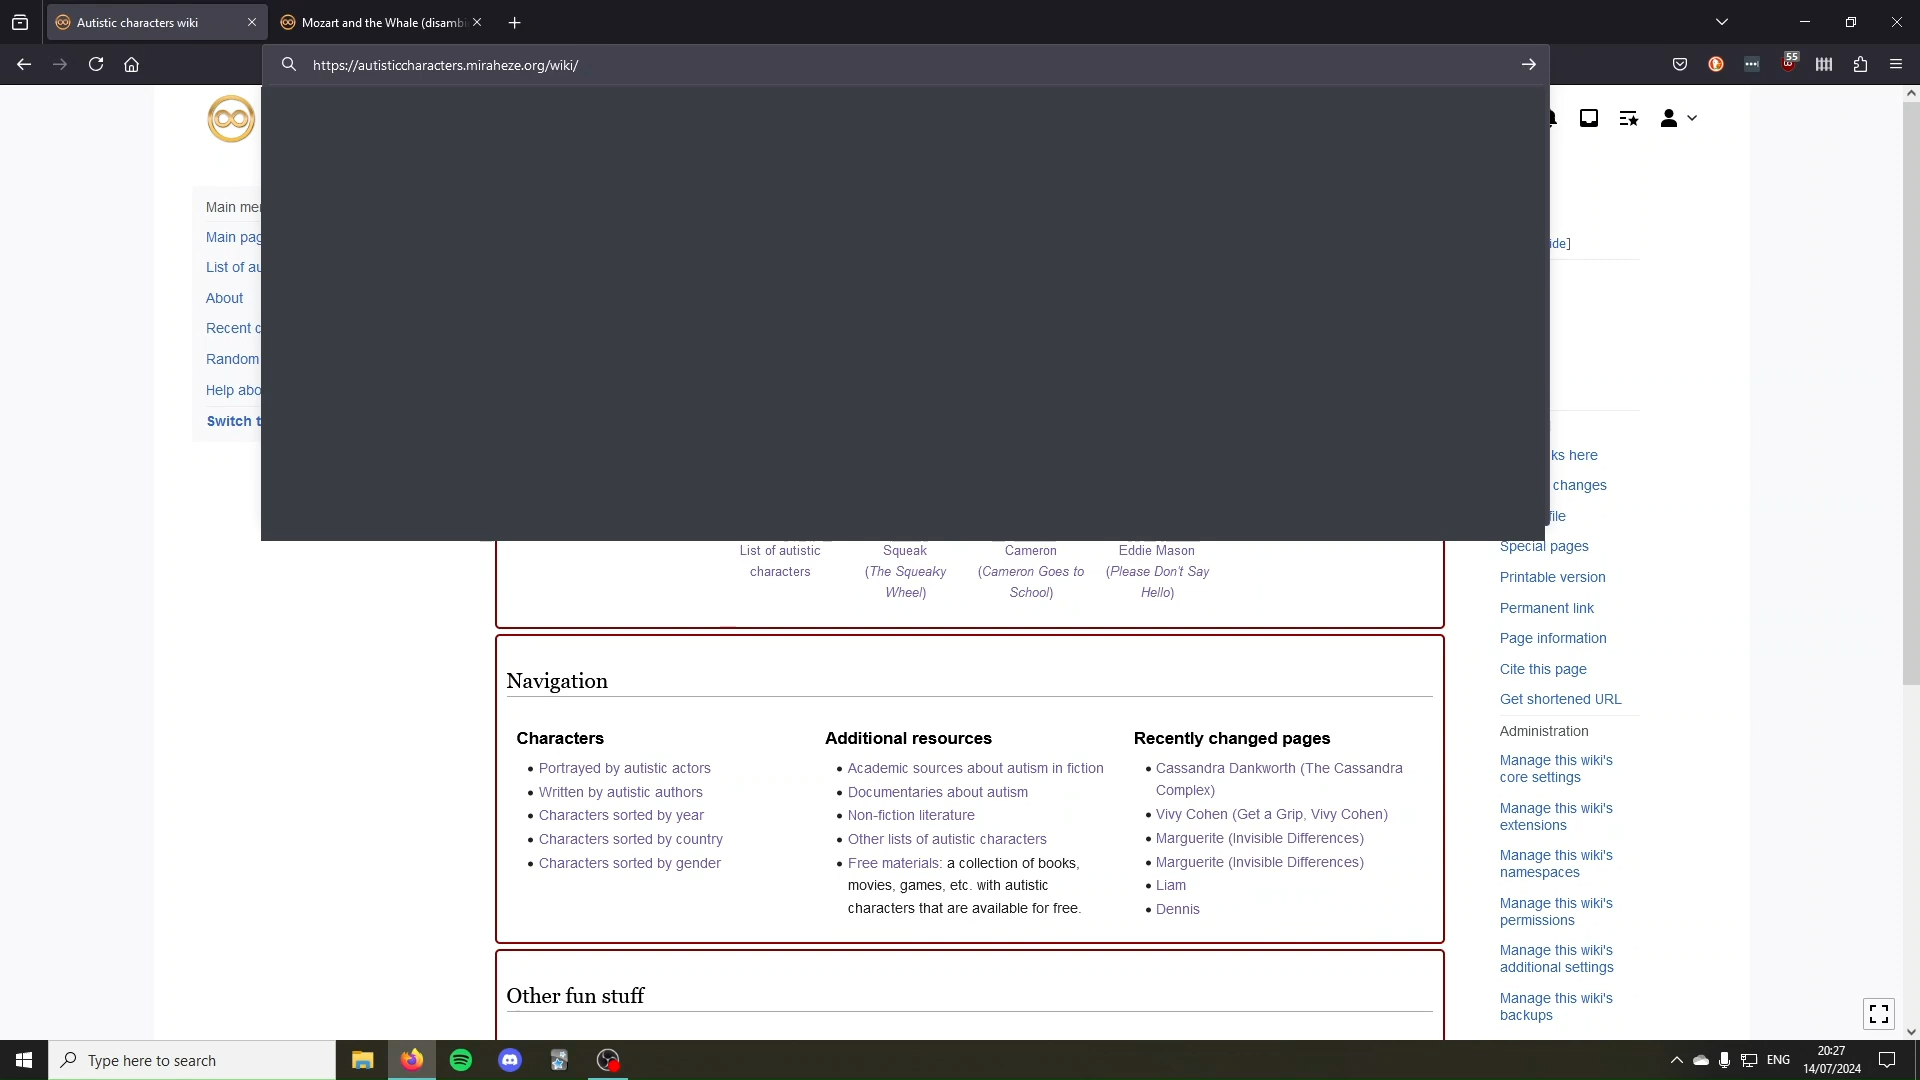 Autistic characters wiki
Mozart and the Whale (disambi
55
https://autisticcharacters.miraheze.org/wiki/
Main me
Main pag
List of au
About
Recent c
Random
Help abo
Switch t
ide]
ks here
changes
file
Special pages
Printable version
Permanent link
Page information
Cite this page
Get shortened URL
Administration
Manage this wiki's
core settings
Manage this wiki's
extensions
Manage this wiki's
namespaces
Manage this wiki's
permissions
Manage this wiki's
additional settings
Manage this wiki's
backups
List of autistic
characters
Squeak
(The Squeaky
Wheel)
Cameron
(Cameron Goes to
School)
Eddie Mason
(Please Don't Say
Hello)
Navigation
Characters
• Portrayed by autistic actors
• Written by autistic authors
• Characters sorted by year
• Characters sorted by country
• Characters sorted by gender
Additional resources
• Academic sources about autism in fiction
• Documentaries about autism
• Non-fiction literature
• Other lists of autistic characters
• Free materials: a collection of books,
movies, games, etc. with autistic
characters that are available for free.
Recently changed pages
• Cassandra Dankworth (The Cassandra
Complex)
• Vivy Cohen (Get a Grip, Vivy Cohen)
• Marguerite (Invisible Differences)
• Marguerite (Invisible Differences)
• Liam
• Dennis
Other fun stuff
Type here to search
ENG
20:27
14/07/2024